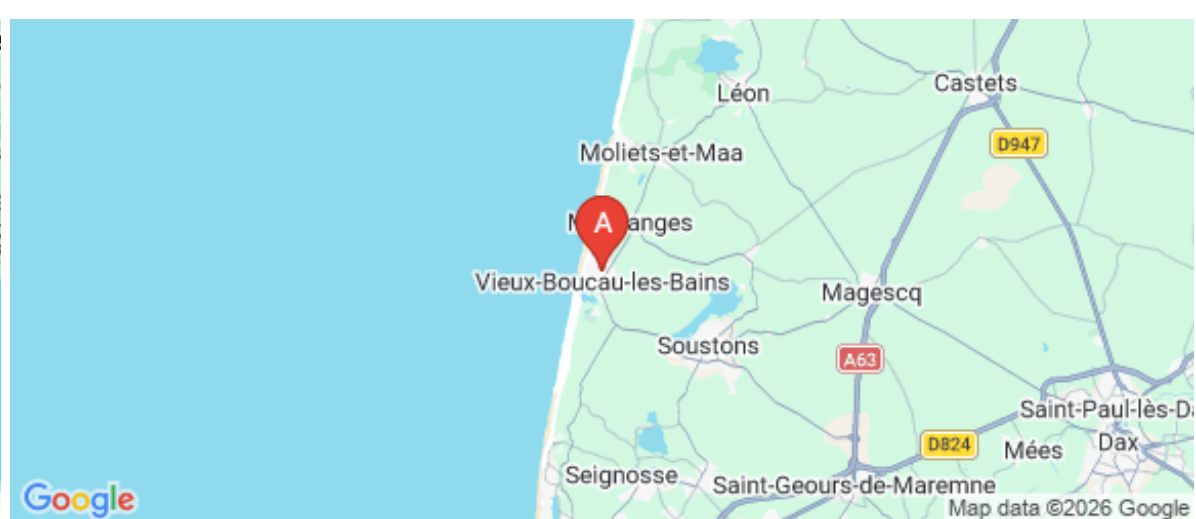 Castets
Léon
D947
Moliets-et-Maa
A
anges
Vieux-Boucau-les-Bains
Magescq
Soustons
A63
Saint-Paul-lès-Da
D824
Mées
Dax
Seignosse
Saint-Geours-de-Maremne
Google
Map data ©2026 Google